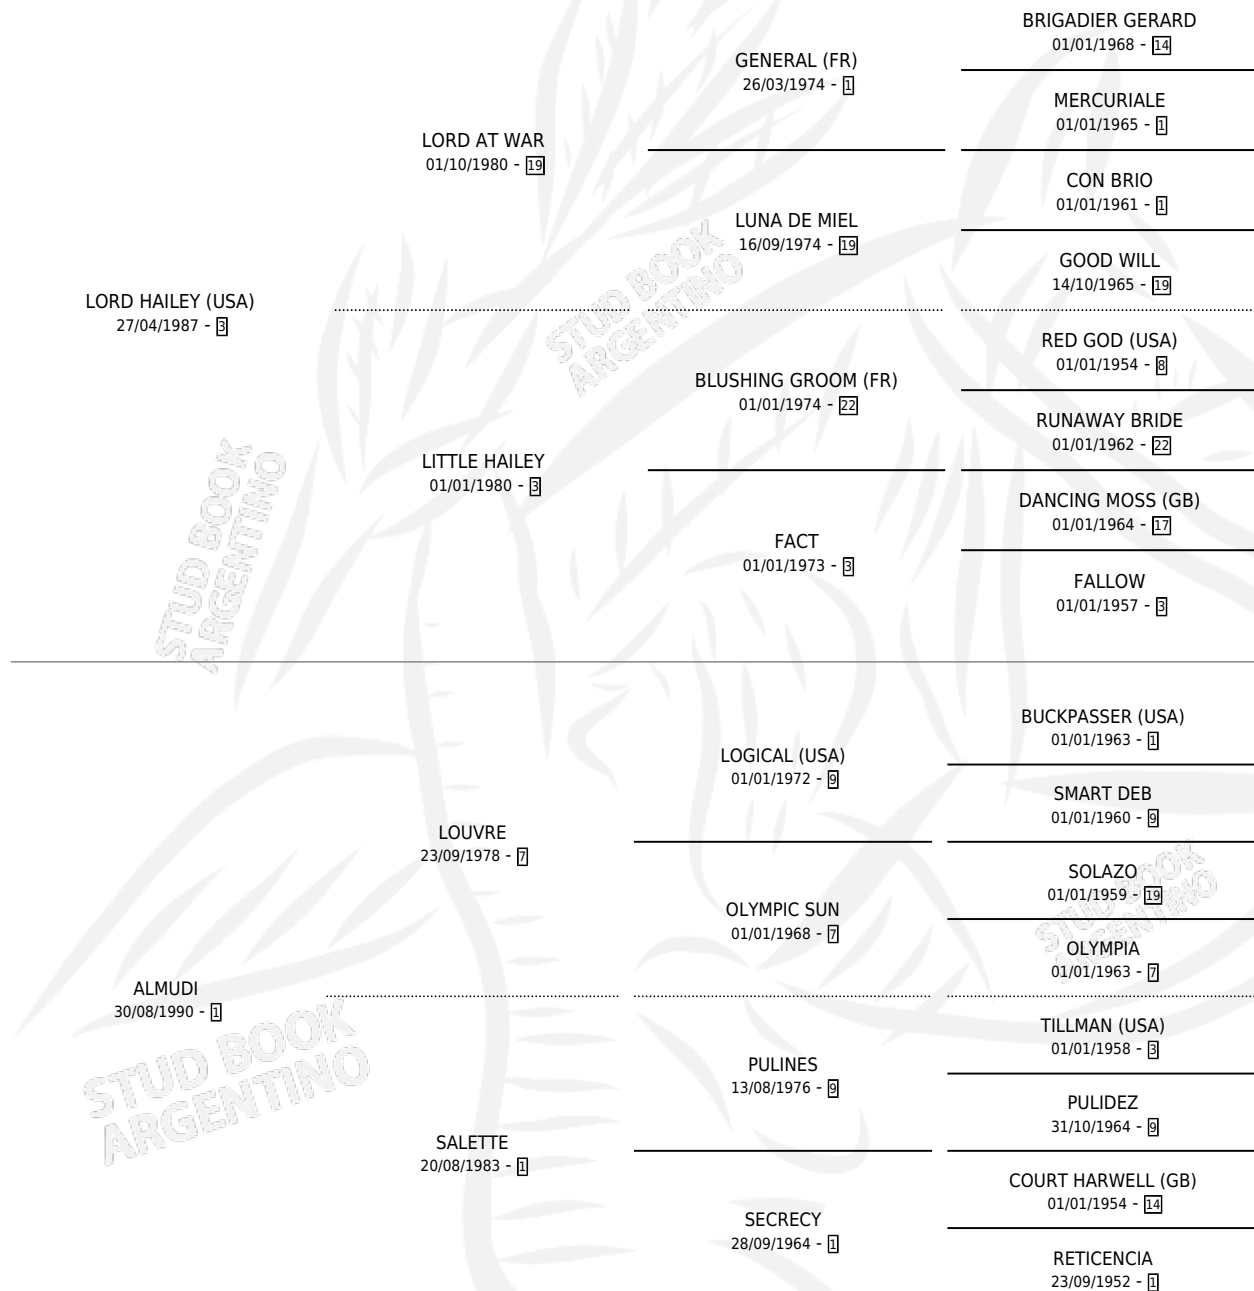 BRIGADIER GERARD
01/01/1968 - 14
GENERAL (FR)
26/03/1974 - 1
MERCURIALE
01/01/1965 - 1
LORD AT WAR
01/10/1980 - 19
CON BRIO
01/01/1961 - 1
LUNA DE MIEL
16/09/1974 - 19
GOOD WILL
14/10/1965 - 19
LORD HAILEY (USA)
27/04/1987 - 3
STUD BOOK
ARGENTINO
RED GOD (USA)
01/01/1954 - 8
BLUSHING GROOM (FR)
01/01/1974 - 22
RUNAWAY BRIDE
01/01/1962 - 22
LITTLE HAILEY
01/01/1980 - 3
DANCING MOSS (GB)
01/01/1964 - 17
FACT
01/01/1973 - 3
FALLOW
01/01/1957 - 3
STUD BOOK
ARGENTINO
BUCKPASSER (USA)
01/01/1963 - 1
LOGICAL (USA)
01/01/1972 - 9
SMART DEB
01/01/1960 - 9
LOUVRE
23/09/1978 - 7
SOLAZO
01/01/1959 - 19
STUD BOOK
ARGENTINO
OLYMPIC SUN
01/01/1968 - 7
OLYMPIA
01/01/1963 - 7
ALMUDI
30/08/1990 - 1
STUD BOOK
ARGENTINO
TILLMAN (USA)
01/01/1958 - 3
PULINES
13/08/1976 - 9
PULIDEZ
31/10/1964 - 9
SALETTE
20/08/1983 - 1
COURT HARWELL (GB)
01/01/1954 - 14
SECRECY
28/09/1964 - 1
RETICENCIA
23/09/1952 - 1